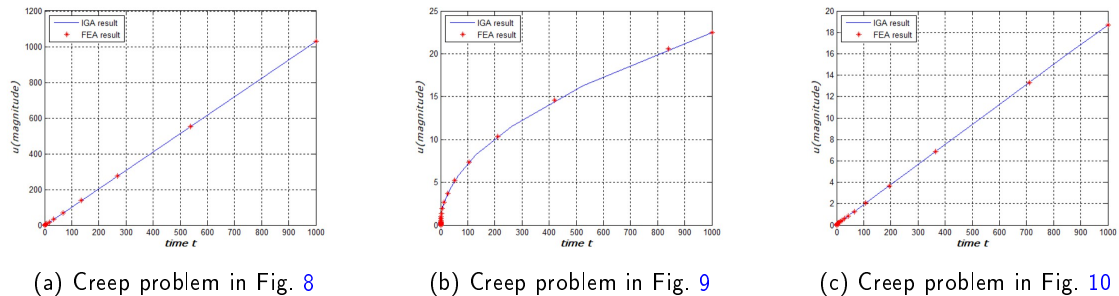 1200
1000
800
600
400
200
0
u(magnitude)
IGA result
FEA result
0 100 200 300 400 500 600 700 800 900 1000
time t
(a) Creep problem in Fig. 8
25
20
15
10
5
0
u(magnitude)
IGA result
FEA result
0 100 200 300 400 500 600 700 800 900 1000
time t
(b) Creep problem in Fig. 9
20
18
16
14
12
10
8
6
4
2
0
u(magnitude)
IGA result
FEA result
0 100 200 300 400 500 600 700 800 900 1000
time t
(c) Creep problem in Fig. 10